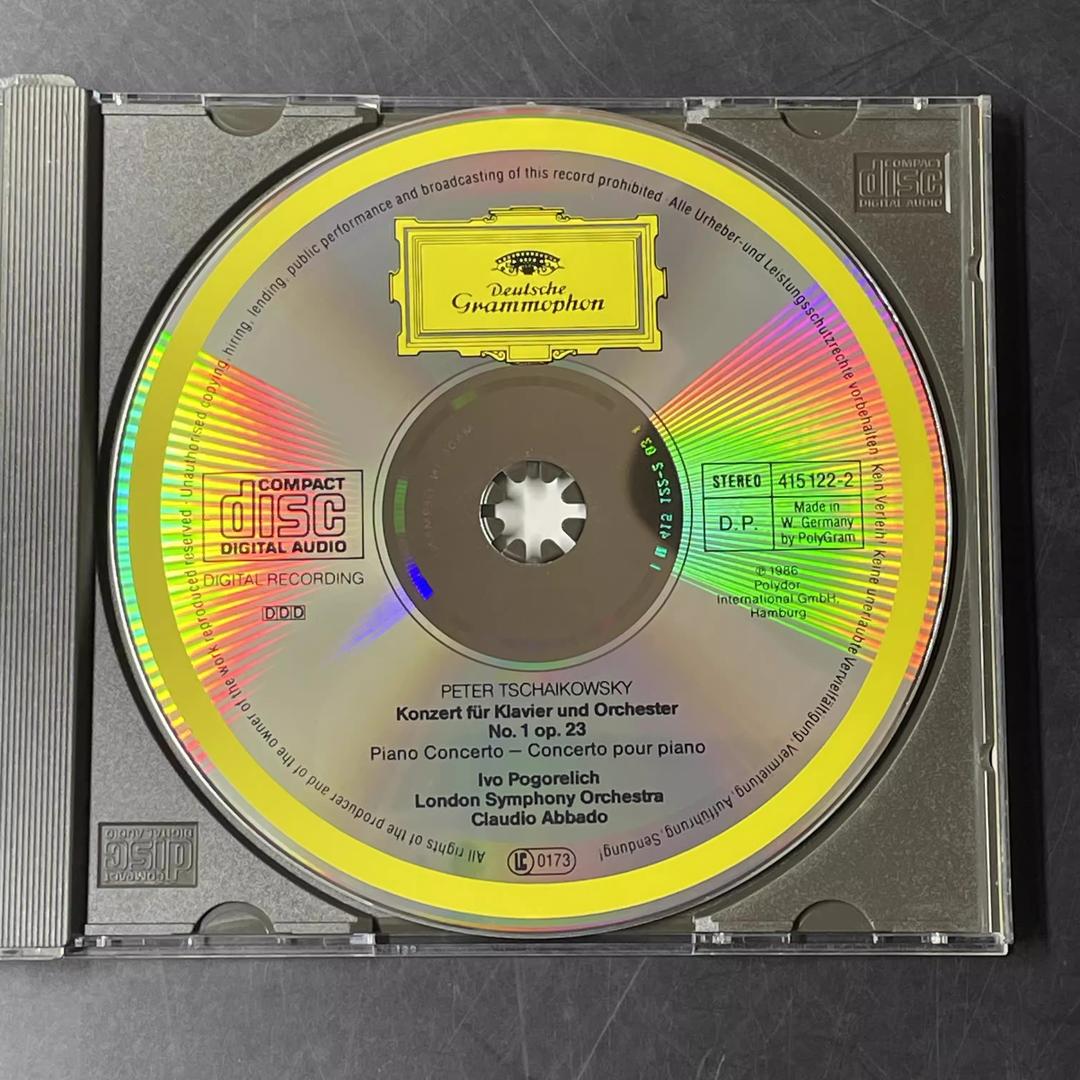 COMPACT
disc
DIGITAL AUDIO
All rights of the producer and of the owner of the work reproduced reserved · Unauthorised copying, hiring, lending, public performance and broadcasting of this record prohibited · Alle Urheber- und Leistungsschutzrechte vorbehalten · Kein Verleih! Keine unerlaubte Vervielfältigung, Vermietung, Aufführung, Sendung!
Deutsche
Grammophon
COMPACT
disc
DIGITAL AUDIO
DIGITAL RECORDING
DDD
STEREO
415 122-2
D.P.
Made in
W. Germany
by PolyGram
℗ 1986
Polydor
International GmbH,
Hamburg
PETER TSCHAIKOWSKY
Konzert für Klavier und Orchester
No. 1 op. 23
Piano Concerto – Concerto pour piano
Ivo Pogorelich
London Symphony Orchestra
Claudio Abbado
LC 0173
COMPACT
disc
DIGITAL AUDIO